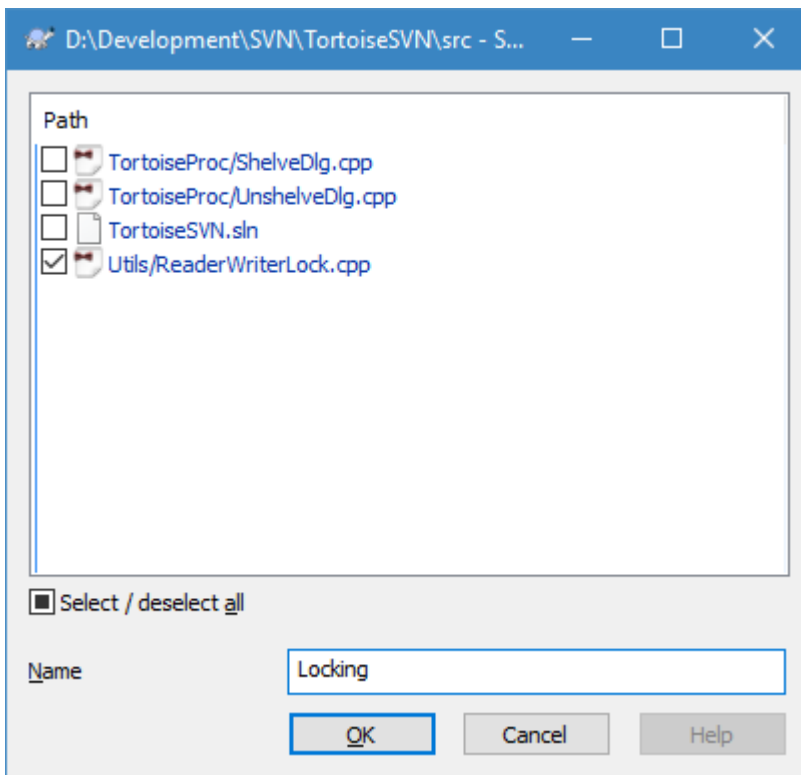 D:\Development\SVN\TortoiseSVN\src - S...
Path
TortoiseProc/ShelveDlg.cpp
TortoiseProc/UnshelveDlg.cpp
TortoiseSVN.sln
Utils/ReaderWriterLock.cpp
Select / deselect all
Name Locking
OK Cancel Help